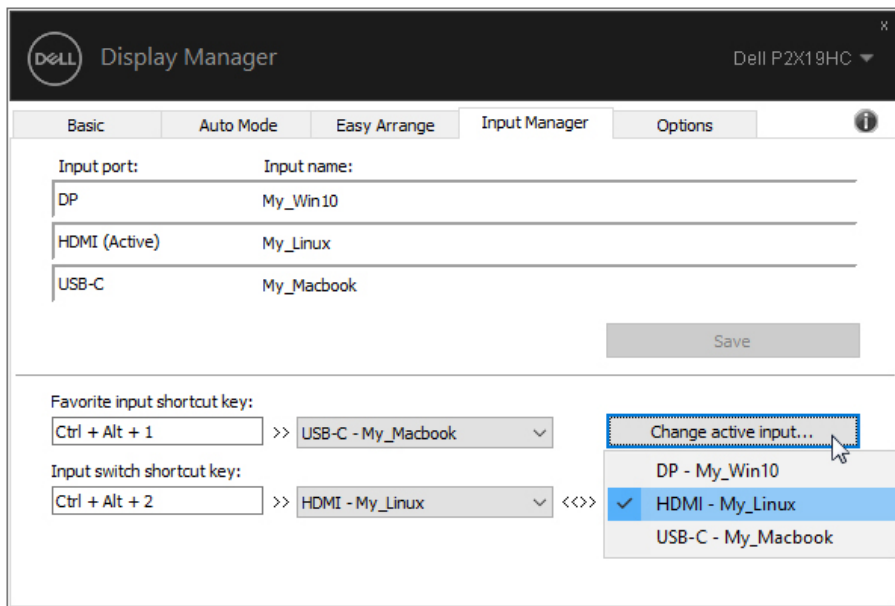 x
DELL Display Manager Dell P2X19HC
Basic Auto Mode Easy Arrange Input Manager Options i
Input port: Input name:
DP My_Win10
HDMI (Active) My_Linux
USB-C My_Macbook
Save
Favorite input shortcut key:
Ctrl + Alt + 1 >> USB-C - My_Macbook Change active input...
Input switch shortcut key:
DP - My_Win10
Ctrl + Alt + 2 >> HDMI - My_Linux <<>> HDMI - My_Linux
USB-C - My_Macbook